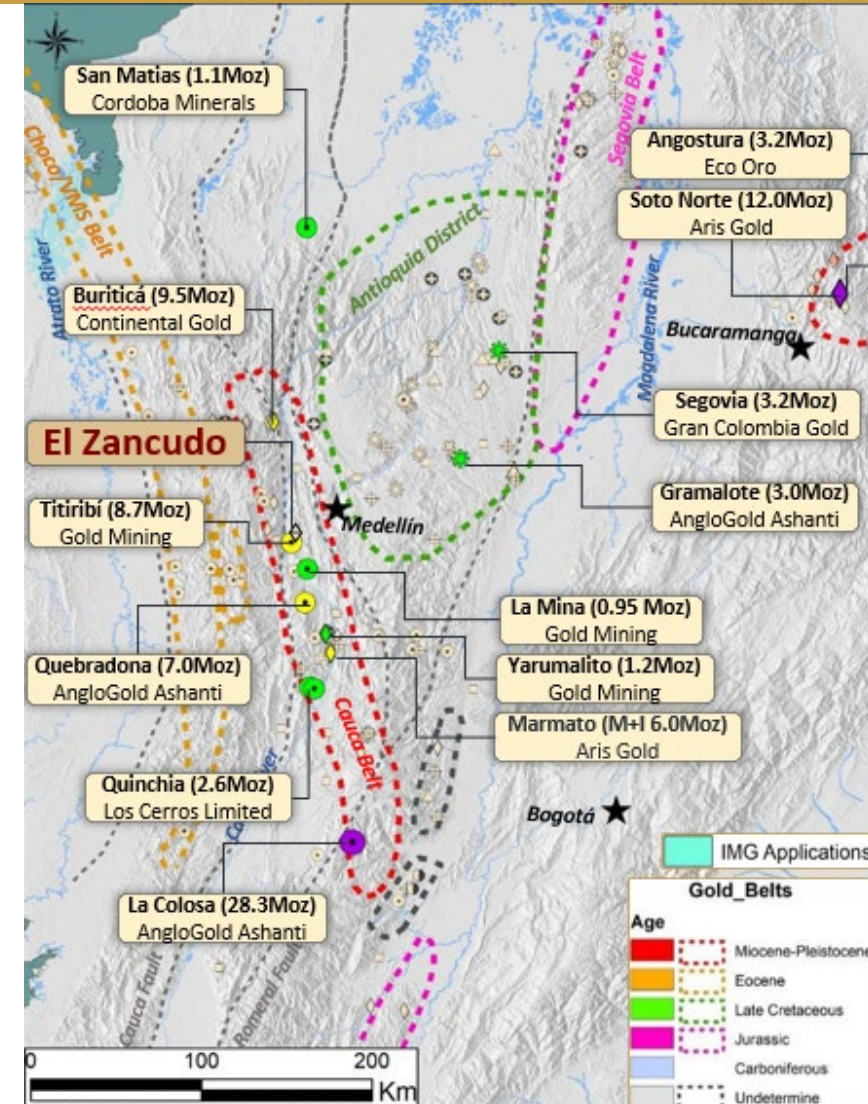 San Matias (1.1Moz)
Cordoba Minerals
Segovia Belt
Angostura (3.2Moz)
Eco Oro
Choco/VMS Belt
Soto Norte (12.0Moz)
Aris Gold
Antioquia District
Atrato River
Magdalena River
Buriticá (9.5Moz)
Continental Gold
Bucaramanga
Segovia (3.2Moz)
Gran Colombia Gold
El Zancudo
Titiribí (8.7Moz)
Gold Mining
Medellín
Gramalote (3.0Moz)
AngloGold Ashanti
La Mina (0.95 Moz)
Gold Mining
Quebradona (7.0Moz)
AngloGold Ashanti
Yarumalito (1.2Moz)
Gold Mining
Cauca Belt
Marmato (M+I 6.0Moz)
Aris Gold
Quinchia (2.6Moz)
Los Cerros Limited
River
Bogotá
La Colosa (28.3Moz)
AngloGold Ashanti
Cauca Fault
Romeral Fault
IMG Applications
Gold_Belts
Age
Miocene-Pleistocene
Eocene
Late Cretaceous
Jurassic
Carboniferous
Undetermine
0 100 200
Km